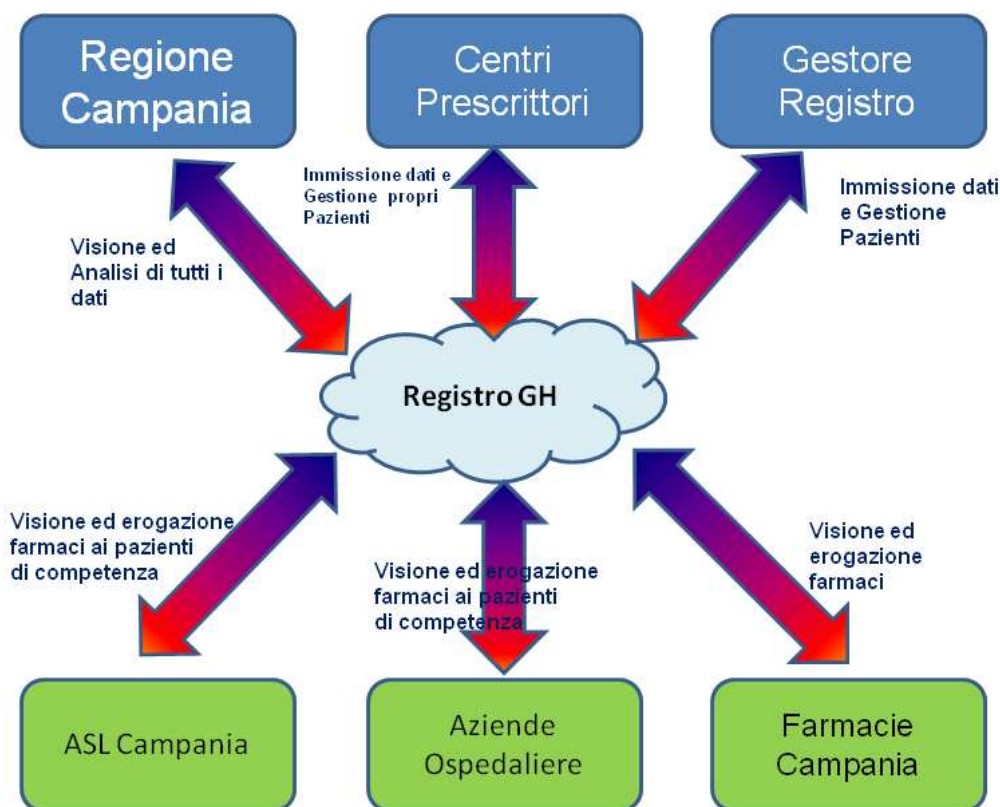 Regione
Campania
Centri
Prescrittori
Gestore
Registro
Immissione dati e
Gestione propri
Pazienti
Immissione dati
e Gestione
Pazienti
Visione ed
Analisi di tutti i
dati
Registro GH
Visione ed erogazione
farmaci ai pazienti
di competenza
Visione ed erogazione
farmaci ai pazienti
di competenza
Visione ed
erogazione
farmaci
ASL Campania
Aziende
Ospedaliere
Farmacie
Campania